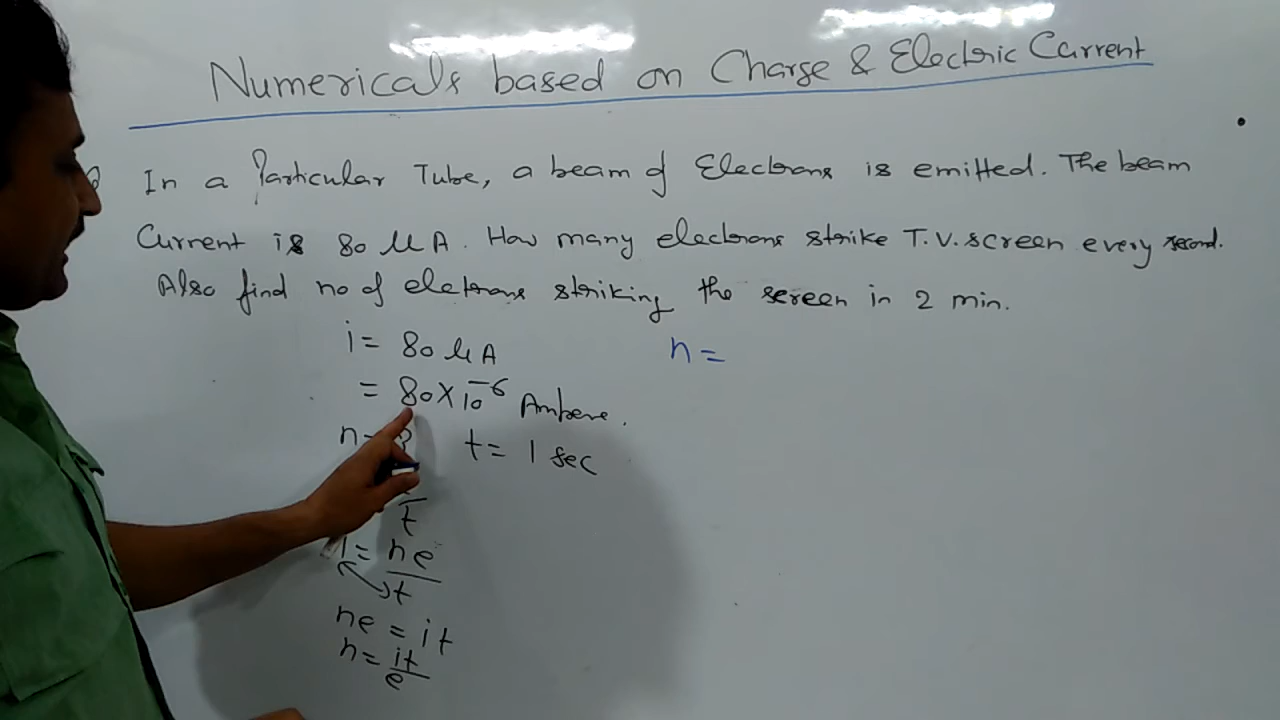 Numericals based on Charge & Electric Current
In a Particular Tube, a beam of Electrons is emitted. The beam
Current is 80 μA. How many electrons strike T.V. screen every second.
Also find no of electrons striking the screen in 2 min.
i = 80 μA
n =
= 80 × 10⁻⁶ Ampere.
n = ? t = 1 sec
t
i = ne
t
ne = it
n = it
e